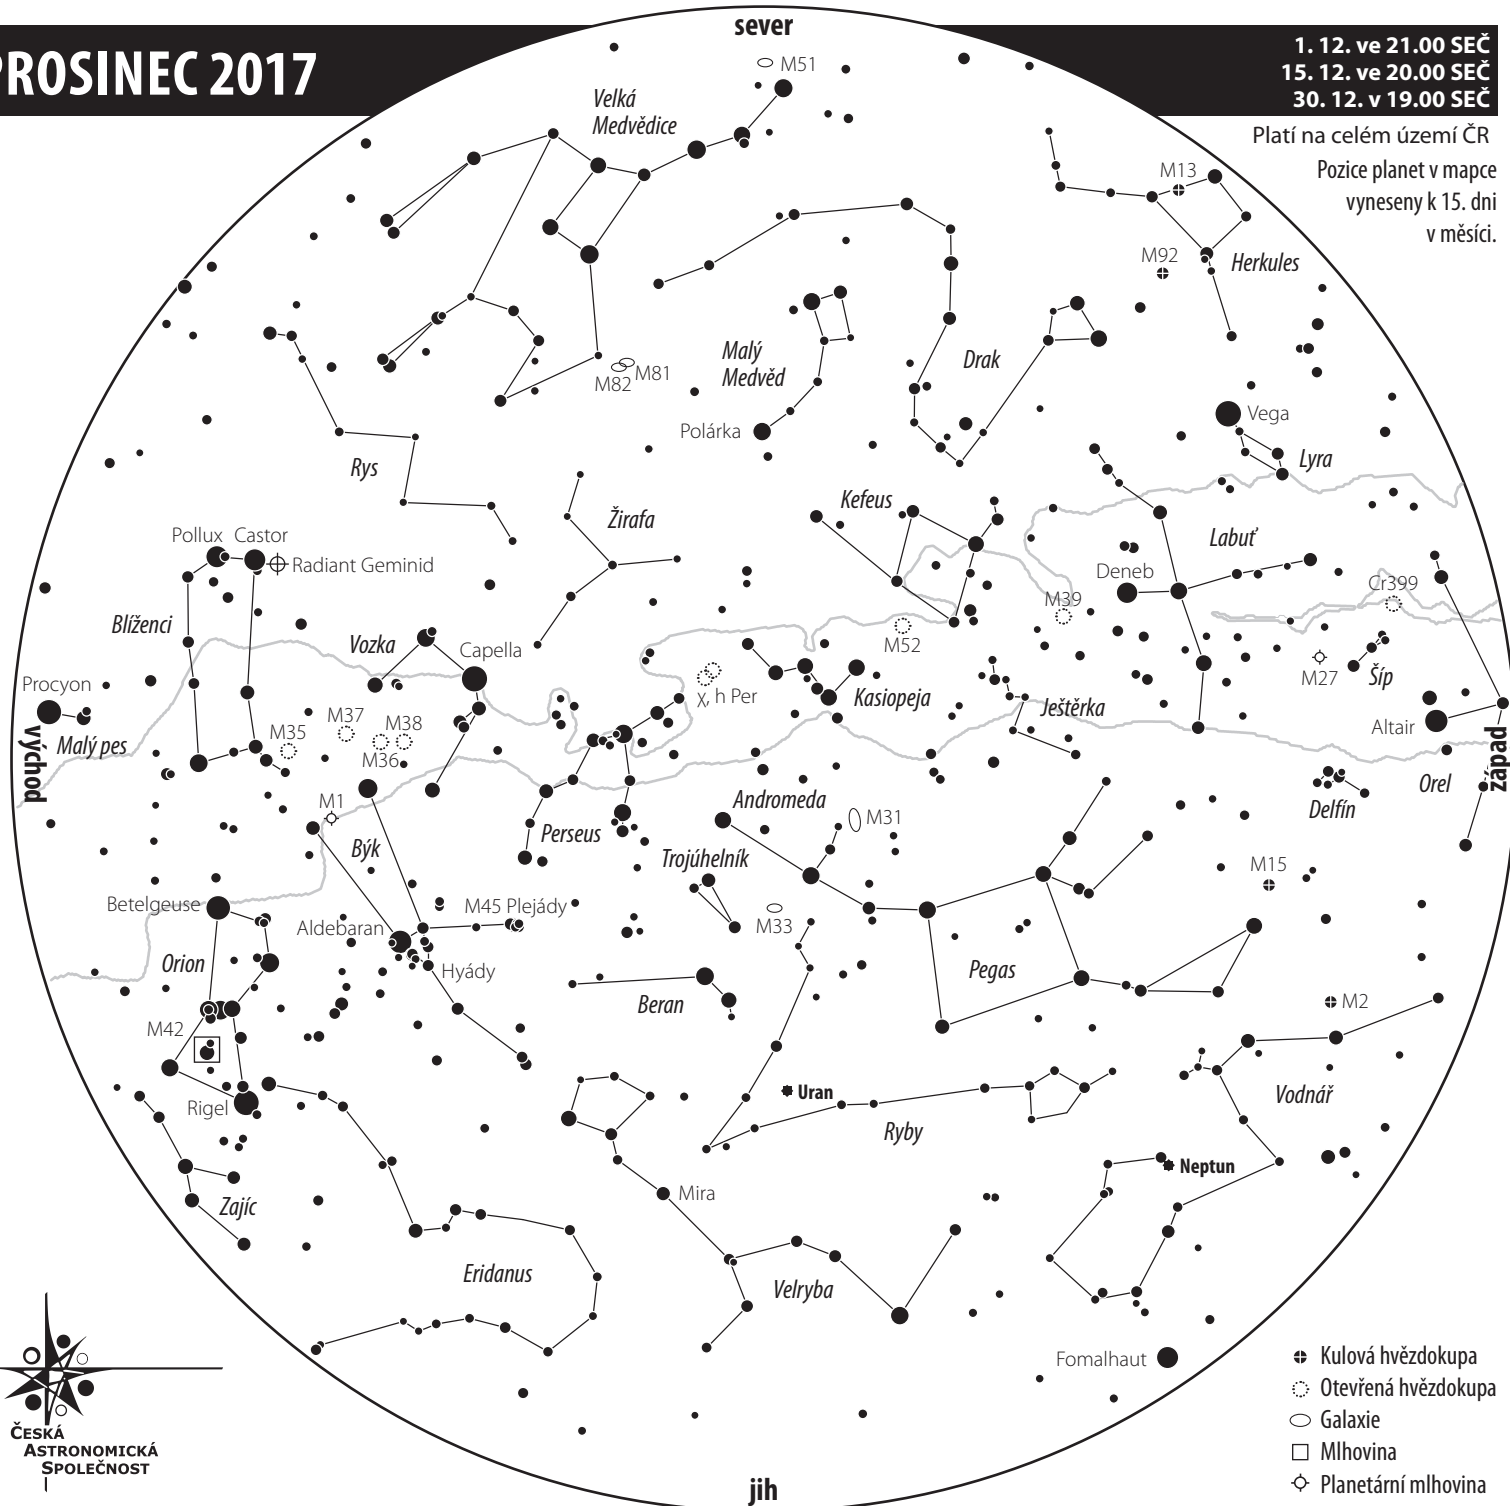 PROSINEC 2017
1. 12. ve 21.00 SEČ
15. 12. ve 20.00 SEČ
30. 12. v 19.00 SEČ
Platí na celém území ČR
Pozice planet v mapce
vyneseny k 15. dni
v měsíci.
sever
M51
Velká
Medvědice
M13
M92
Herkules
M82
M81
Malý
Medvěd
Drak
Polárka
Vega
Lyra
Rys
Žirafa
Kefeus
Labuť
Pollux
Castor
Radiant Geminid
Deneb
Cr399
M39
Blíženci
Vozka
Capella
M52
M27
Šíp
Procyon
χ, h Per
Kasiopeja
Ještěrka
Altair
Malý pes
východ
M35
M37
M38
M36
západ
Orel
M1
Andromeda
M31
Delfín
Perseus
Býk
Trojúhelník
M15
Betelgeuse
M45 Plejády
M33
Aldebaran
Orion
Hyády
Pegas
Beran
M2
M42
Uran
Vodnář
Rigel
Ryby
Neptun
Zajíc
Mira
Eridanus
Velryba
Fomalhaut
Kulová hvězdokupa
Otevřená hvězdokupa
Galaxie
Mlhovina
Planetární mlhovina
ČESKÁ
ASTRONOMICKÁ
SPOLEČNOST
jih